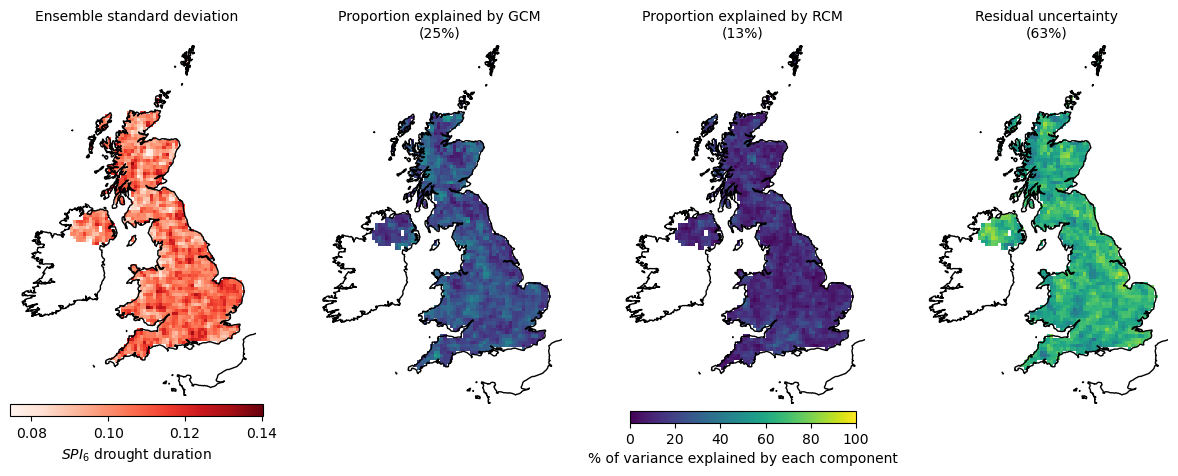 Ensemble standard deviation
Proportion explained by GCM
(25%)
Proportion explained by RCM
(13%)
Residual uncertainty
(63%)
0.08 0.10 0.12 0.14
SPI6 drought duration
0 20 40 60 80 100
% of variance explained by each component